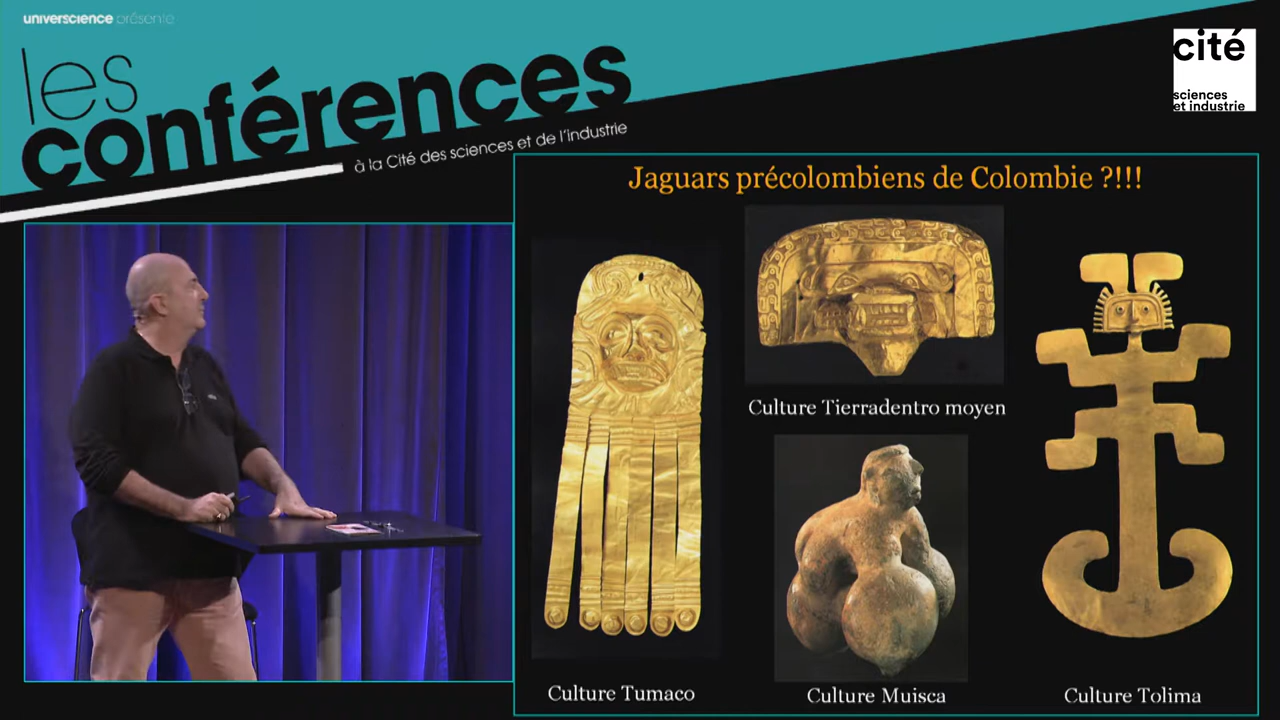 universcience présente
les
conférences
à la Cité des sciences et de l'industrie
cité
sciences
et industrie
Jaguars précolombiens de Colombie ?!!!
Culture Tierradentro moyen
Culture Tumaco
Culture Muisca
Culture Tolima